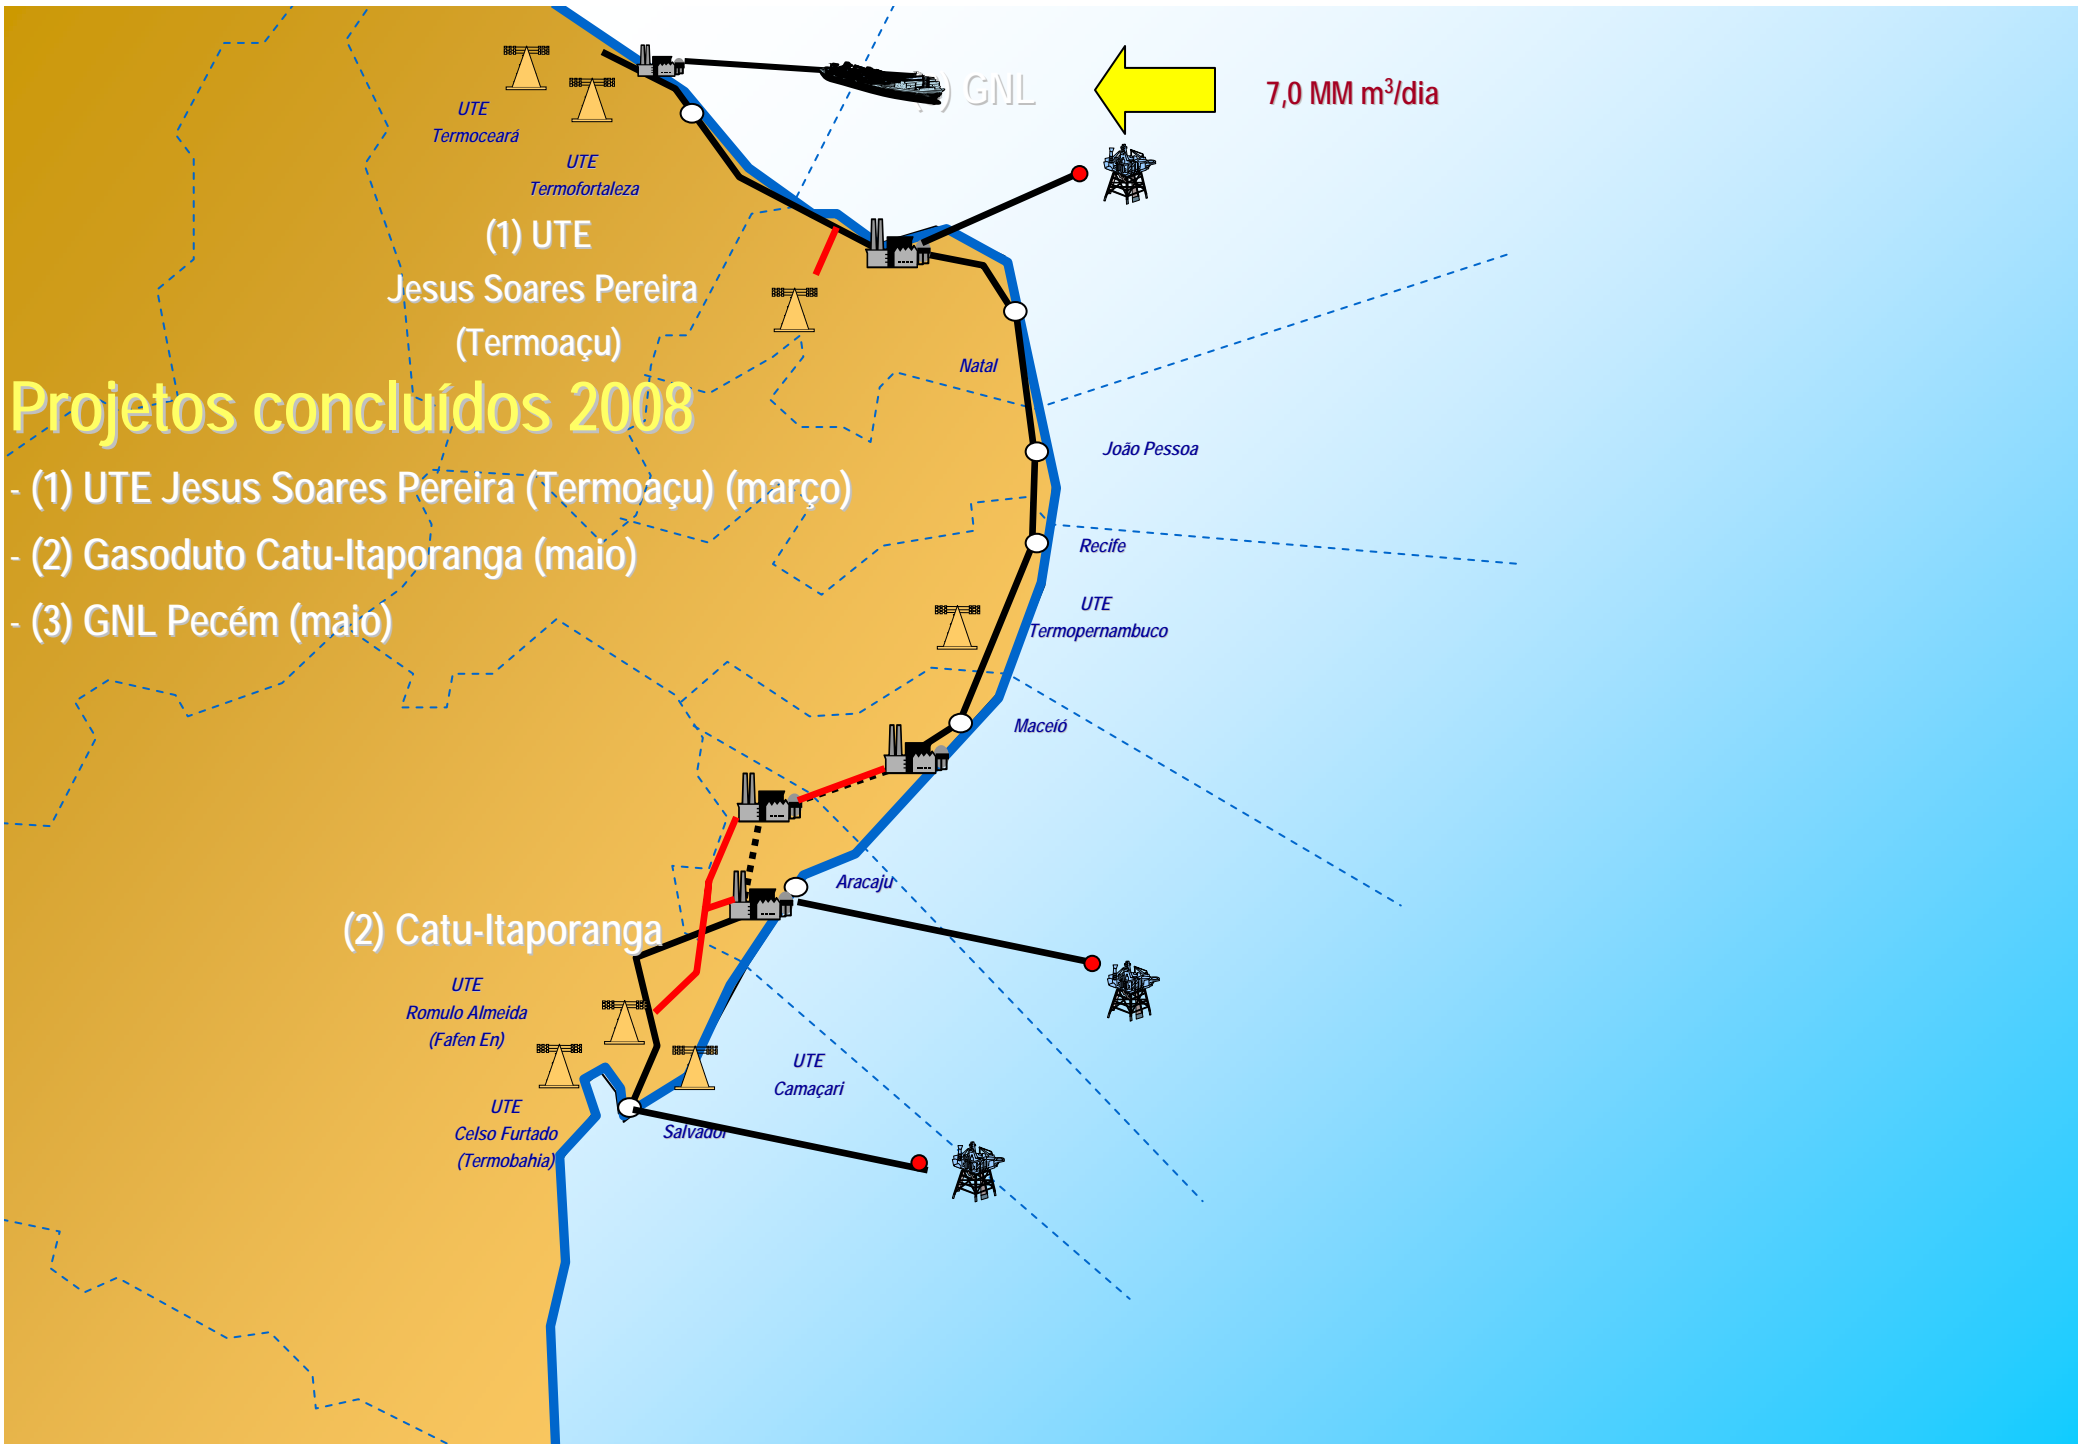 ) GNL
7,0 MM m³/dia
UTE
Termoceará
UTE
Termofortaleza
(1) UTE
Jesus Soares Pereira
(Termoaçu)
Natal
Projetos concluídos 2008
João Pessoa
- (1) UTE Jesus Soares Pereira (Termoaçu) (março)
- (2) Gasoduto Catu-Itaporanga (maio)
- (3) GNL Pecém (maio)
Recife
UTE
Termopernambuco
Maceió
Aracaju
(2) Catu-Itaporanga
UTE
Romulo Almeida
(Fafen En)
UTE
Camaçari
UTE
Celso Furtado
(Termobahia)
Salvador